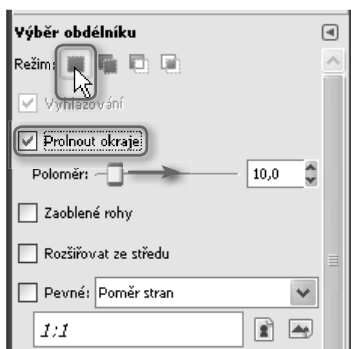 Výběr obdélníku
Režim:
Vyhlazování
Prolnout okraje
Poloměr: 10,0
Zaoblené rohy
Rozšiřovat ze středu
Pevné: Poměr stran
1:1